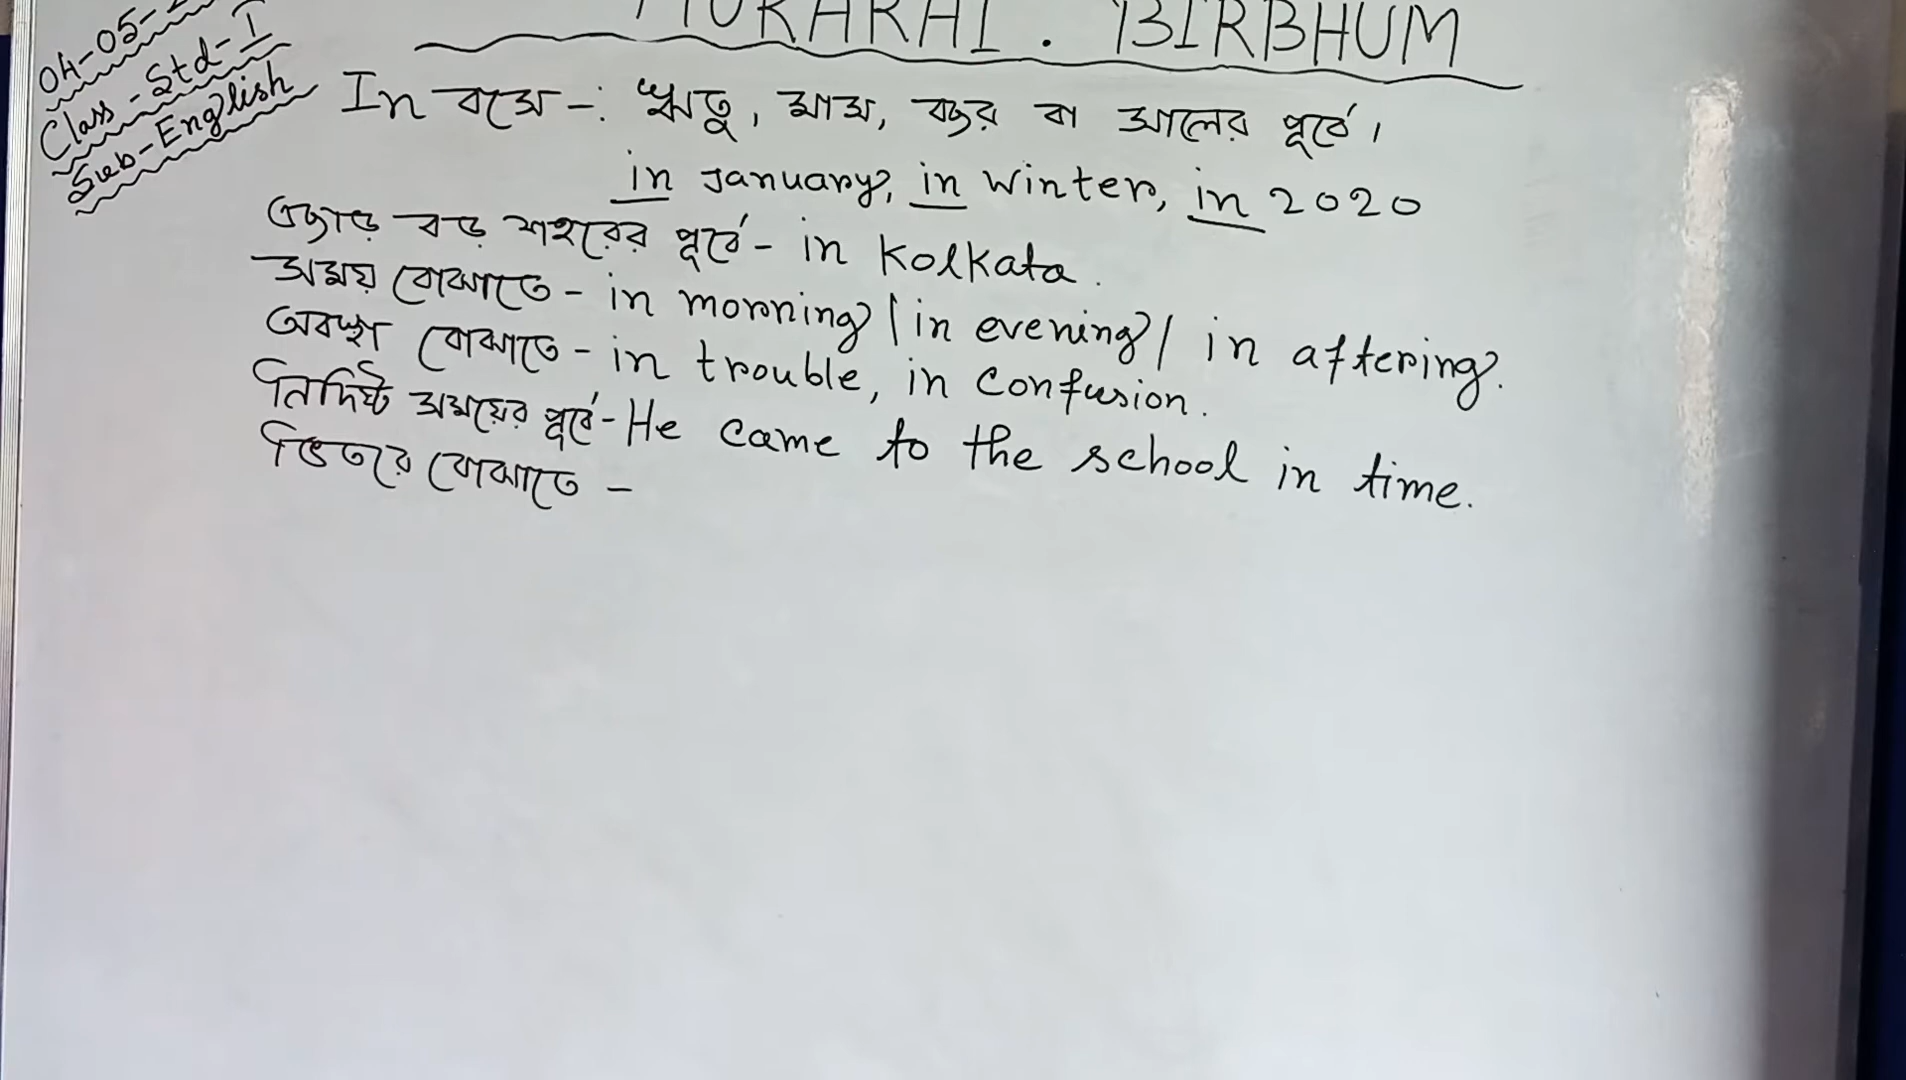 MURARAI . BIRBHUM
04-05-
Class - Std - I
Sub - English
In বসে -: ঋতু, মাস, বছর বা সালের পূর্বে।
in January, in winter, in 2020
এছাড়া বড় শহরের পূর্বে - in Kolkata.
সময় বোঝাতে - in morning / in evening / in aftering.
অবস্থা বোঝাতে - in trouble, in confusion.
নির্দিষ্ট সময়ের পূর্বে - He came to the school in time.
ভিতরে বোঝাতে -